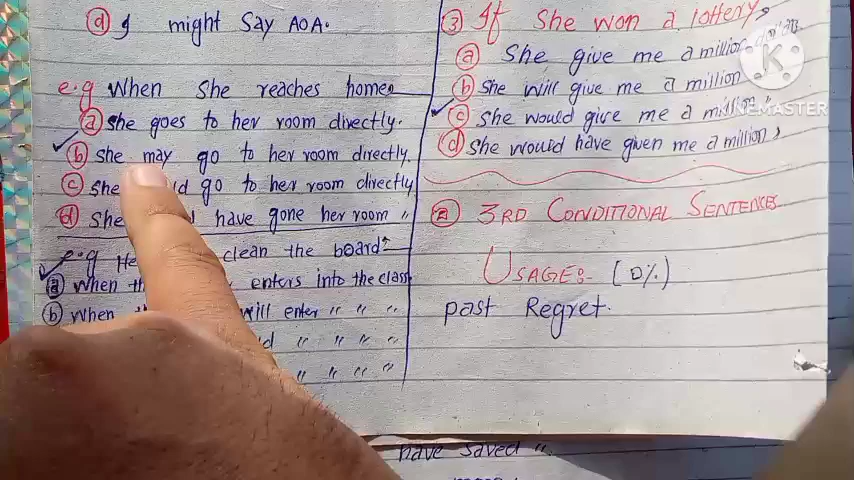 (d) I might Say AOA.
e.g When She reaches home
(a) She goes to her room directly.
(b) She may go to her room directly.
(c) She go to her room directly
(d) She have gone her room "
e.g He clean the board
(a) When enters into the class
(b) When will enter " " "
" " "
" " "
(3) If She won a lottery,
(a) She give me a million dollars.
(b) She will give me a million
(c) She would give me a million "
(d) She would have given me a million "
(2) 3RD CONDITIONAL SENTENCES
USAGE:- [0%]
past Regret.
have saved "
K
KINEMASTER